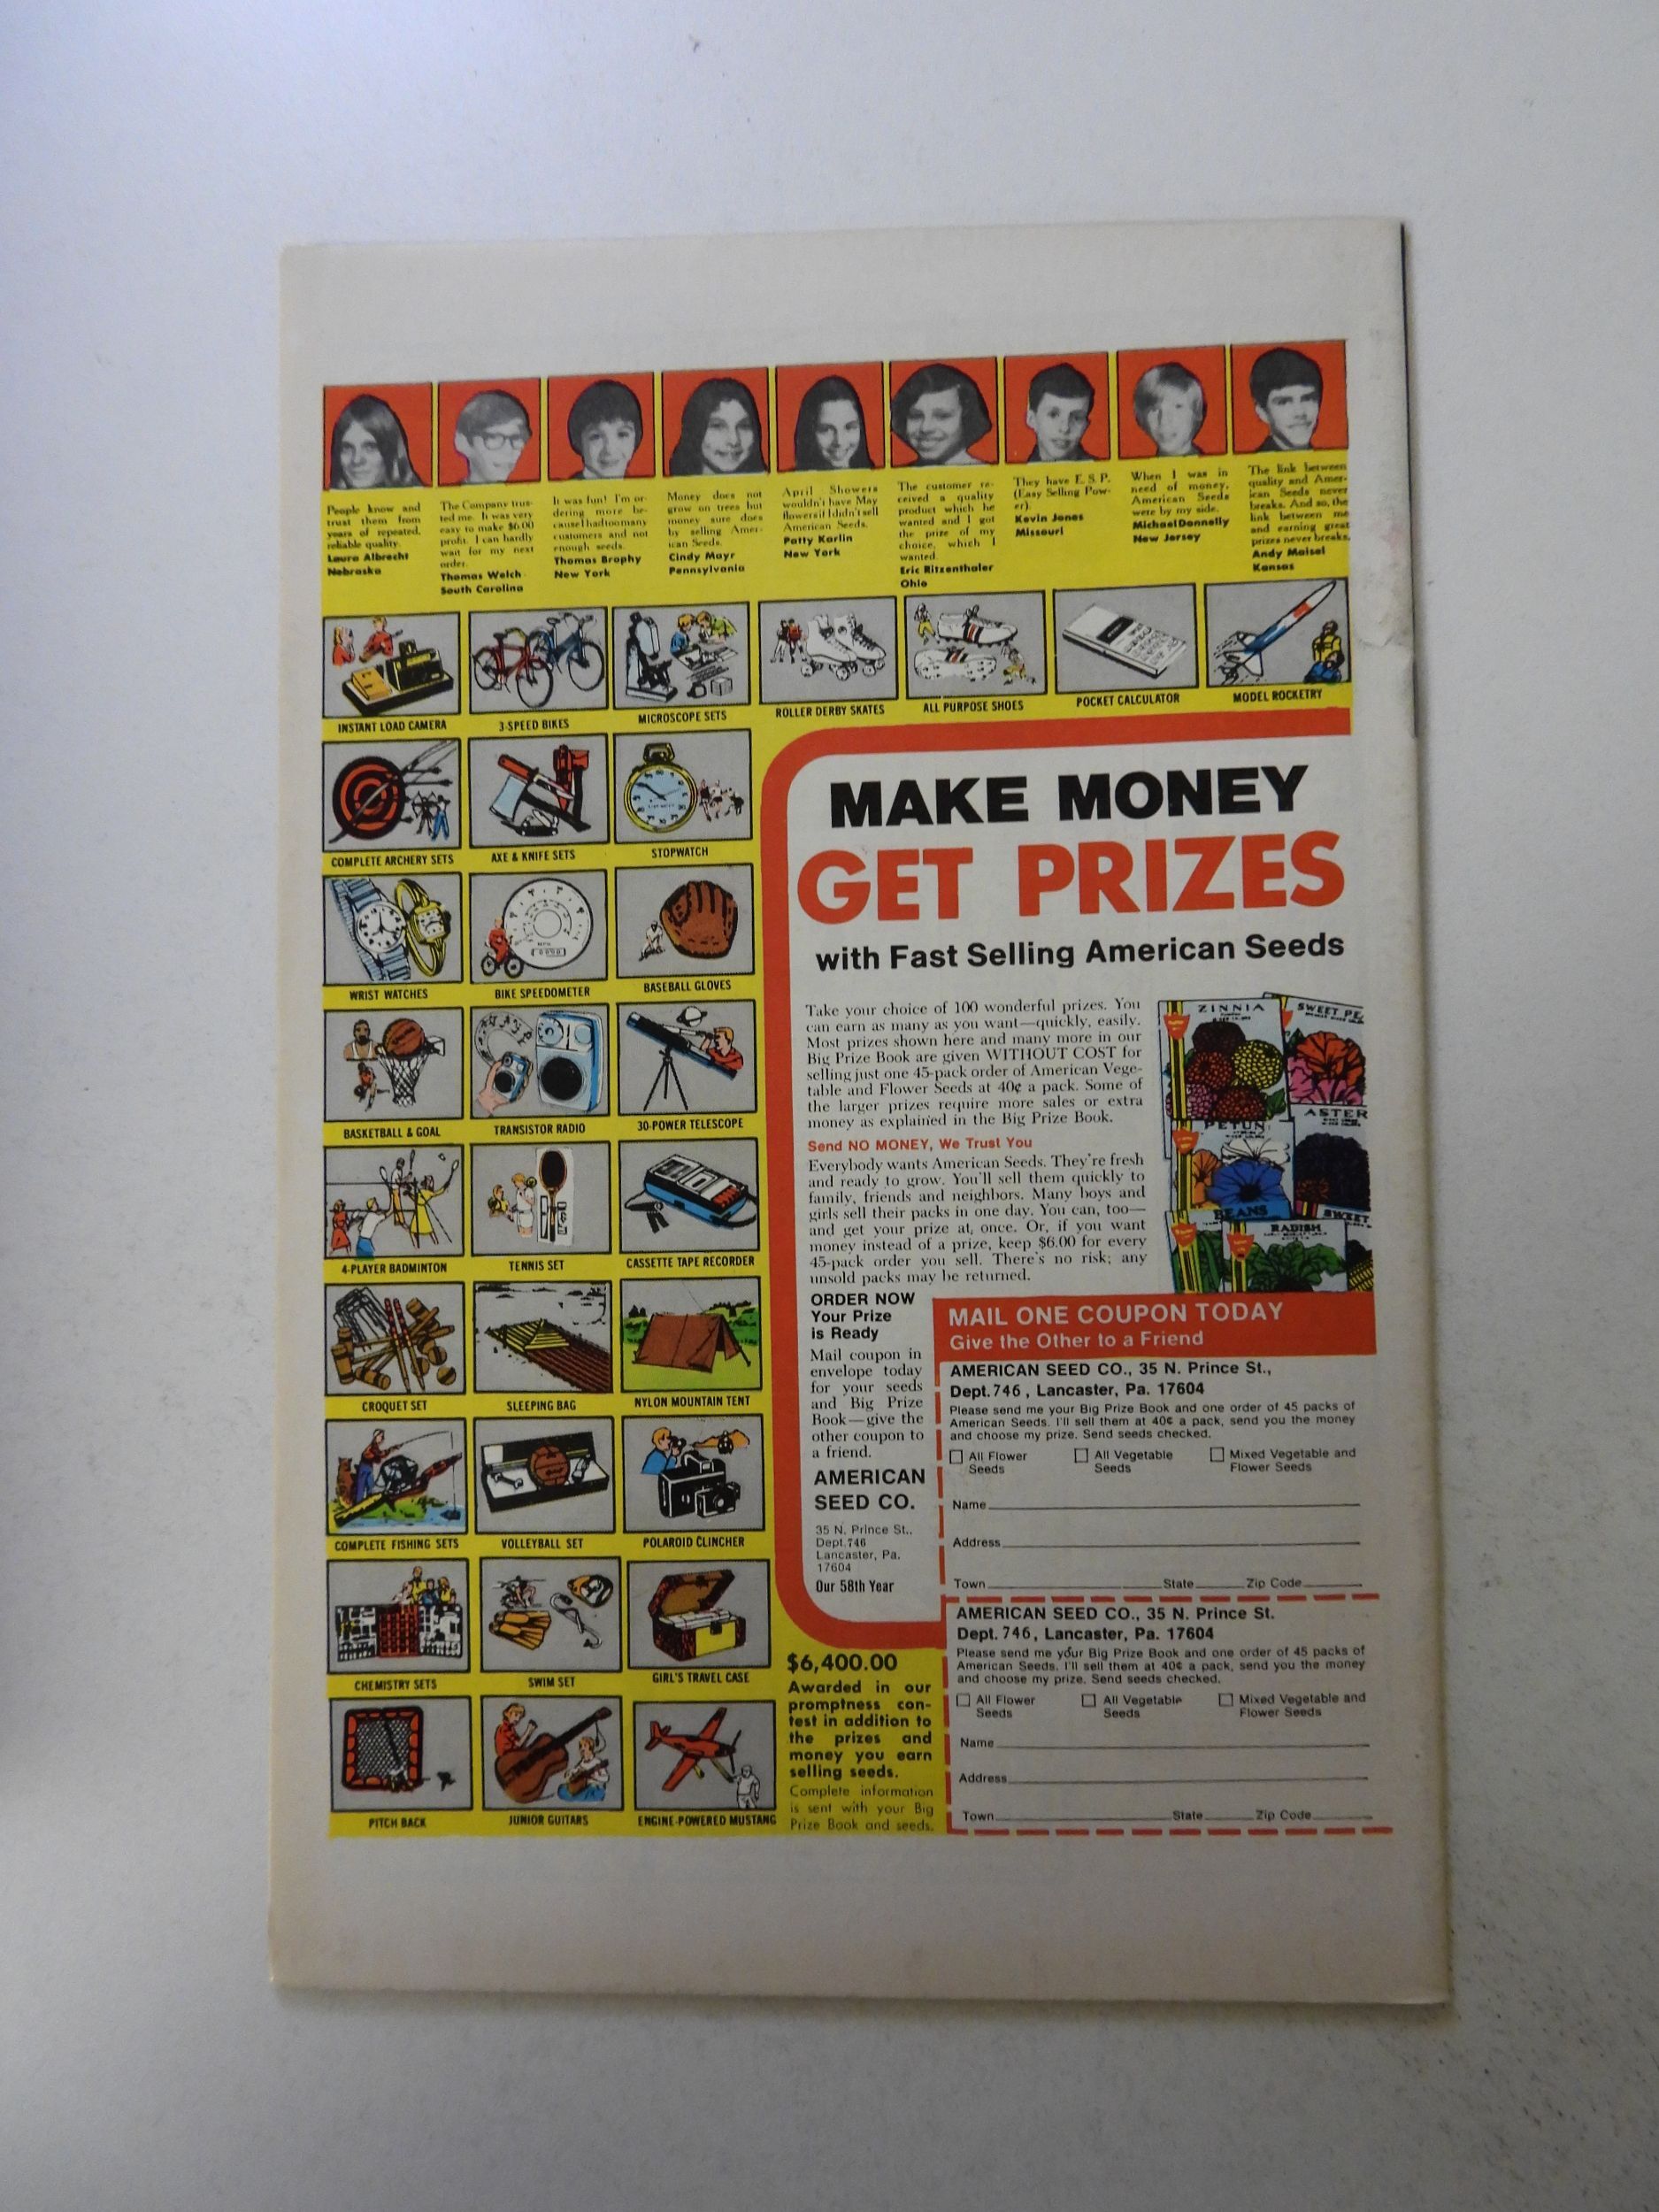 People know and
trust them from
years of repeated,
reliable quality.
Laura Albrecht
Nebraska
The Company trus-
ted me. It was very
easy to make $6.00
profit. I can hardly
wait for my next
order.
Thomas Welch
South Carolina
It was fun! I'm or-
dering more be-
cause I had too many
customers and not
enough seeds.
Thomas Brophy
New York
Money does not
grow on trees but
money sure does
by selling Amer-
ican Seeds.
Cindy Mayr
Pennsylvania
April Showers
wouldn't have May
flowers if I didn't sell
American Seeds.
Patty Karlin
New York
The customer re-
ceived a quality
product which he
wanted and I got
the prize of my
choice, which I
wanted.
Eric Ritzenthaler
Ohio
They have E. S. P.
(Easy Selling Pow-
er).
Kevin Jones
Missouri
When I was in
need of money,
American Seeds
were by my side.
Michael Donnelly
New Jersey
The link between
quality and Amer-
ican Seeds never
breaks. And so, the
link between me
and earning great
prizes never breaks.
Andy Maisel
Kansas
INSTANT LOAD CAMERA
3-SPEED BIKES
MICROSCOPE SETS
ROLLER DERBY SKATES
ALL PURPOSE SHOES
POCKET CALCULATOR
MODEL ROCKETRY
COMPLETE ARCHERY SETS
AXE & KNIFE SETS
STOPWATCH
WRIST WATCHES
BIKE SPEEDOMETER
BASEBALL GLOVES
BASKETBALL & GOAL
TRANSISTOR RADIO
30-POWER TELESCOPE
4-PLAYER BADMINTON
TENNIS SET
CASSETTE TAPE RECORDER
CROQUET SET
SLEEPING BAG
NYLON MOUNTAIN TENT
COMPLETE FISHING SETS
VOLLEYBALL SET
POLAROID CLINCHER
CHEMISTRY SETS
SWIM SET
GIRL'S TRAVEL CASE
PITCH BACK
JUNIOR GUITARS
ENGINE-POWERED MUSTANG
MAKE MONEY
GET PRIZES
with Fast Selling American Seeds
Take your choice of 100 wonderful prizes. You
can earn as many as you want—quickly, easily.
Most prizes shown here and many more in our
Big Prize Book are given WITHOUT COST for
selling just one 45-pack order of American Vege-
table and Flower Seeds at 40¢ a pack. Some of
the larger prizes require more sales or extra
money as explained in the Big Prize Book.
Send NO MONEY, We Trust You
Everybody wants American Seeds. They're fresh
and ready to grow. You'll sell them quickly to
family, friends and neighbors. Many boys and
girls sell their packs in one day. You can, too—
and get your prize at once. Or, if you want
money instead of a prize, keep $6.00 for every
45-pack order you sell. There's no risk; any
unsold packs may be returned.
ZINNIA
SWEET PE
ASTER
PETUN
BEANS
RADISH
SWEET
ORDER NOW
Your Prize
is Ready
Mail coupon in
envelope today
for your seeds
and Big Prize
Book—give the
other coupon to
a friend.
AMERICAN
SEED CO.
35 N. Prince St.,
Dept. 746
Lancaster, Pa.
17604
Our 58th Year
$6,400.00
Awarded in our
promptness con-
test in addition to
the prizes and
money you earn
selling seeds.
Complete information
is sent with your Big
Prize Book and seeds.
MAIL ONE COUPON TODAY
Give the Other to a Friend
AMERICAN SEED CO., 35 N. Prince St.,
Dept. 746, Lancaster, Pa. 17604
Please send me your Big Prize Book and one order of 45 packs of
American Seeds. I'll sell them at 40¢ a pack, send you the money
and choose my prize. Send seeds checked.
All Flower
Seeds
All Vegetable
Seeds
Mixed Vegetable and
Flower Seeds
Name
Address
Town State Zip Code
AMERICAN SEED CO., 35 N. Prince St.
Dept. 746, Lancaster, Pa. 17604
Please send me your Big Prize Book and one order of 45 packs of
American Seeds. I'll sell them at 40¢ a pack, send you the money
and choose my prize. Send seeds checked.
All Flower
Seeds
All Vegetable
Seeds
Mixed Vegetable and
Flower Seeds
Name
Address
Town State Zip Code